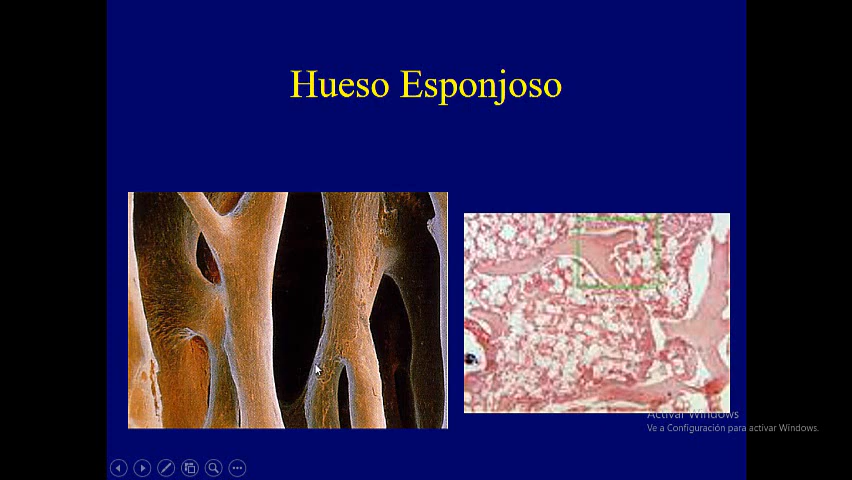 Hueso Esponjoso
Activar Windows
Ve a Configuración para activar Windows.